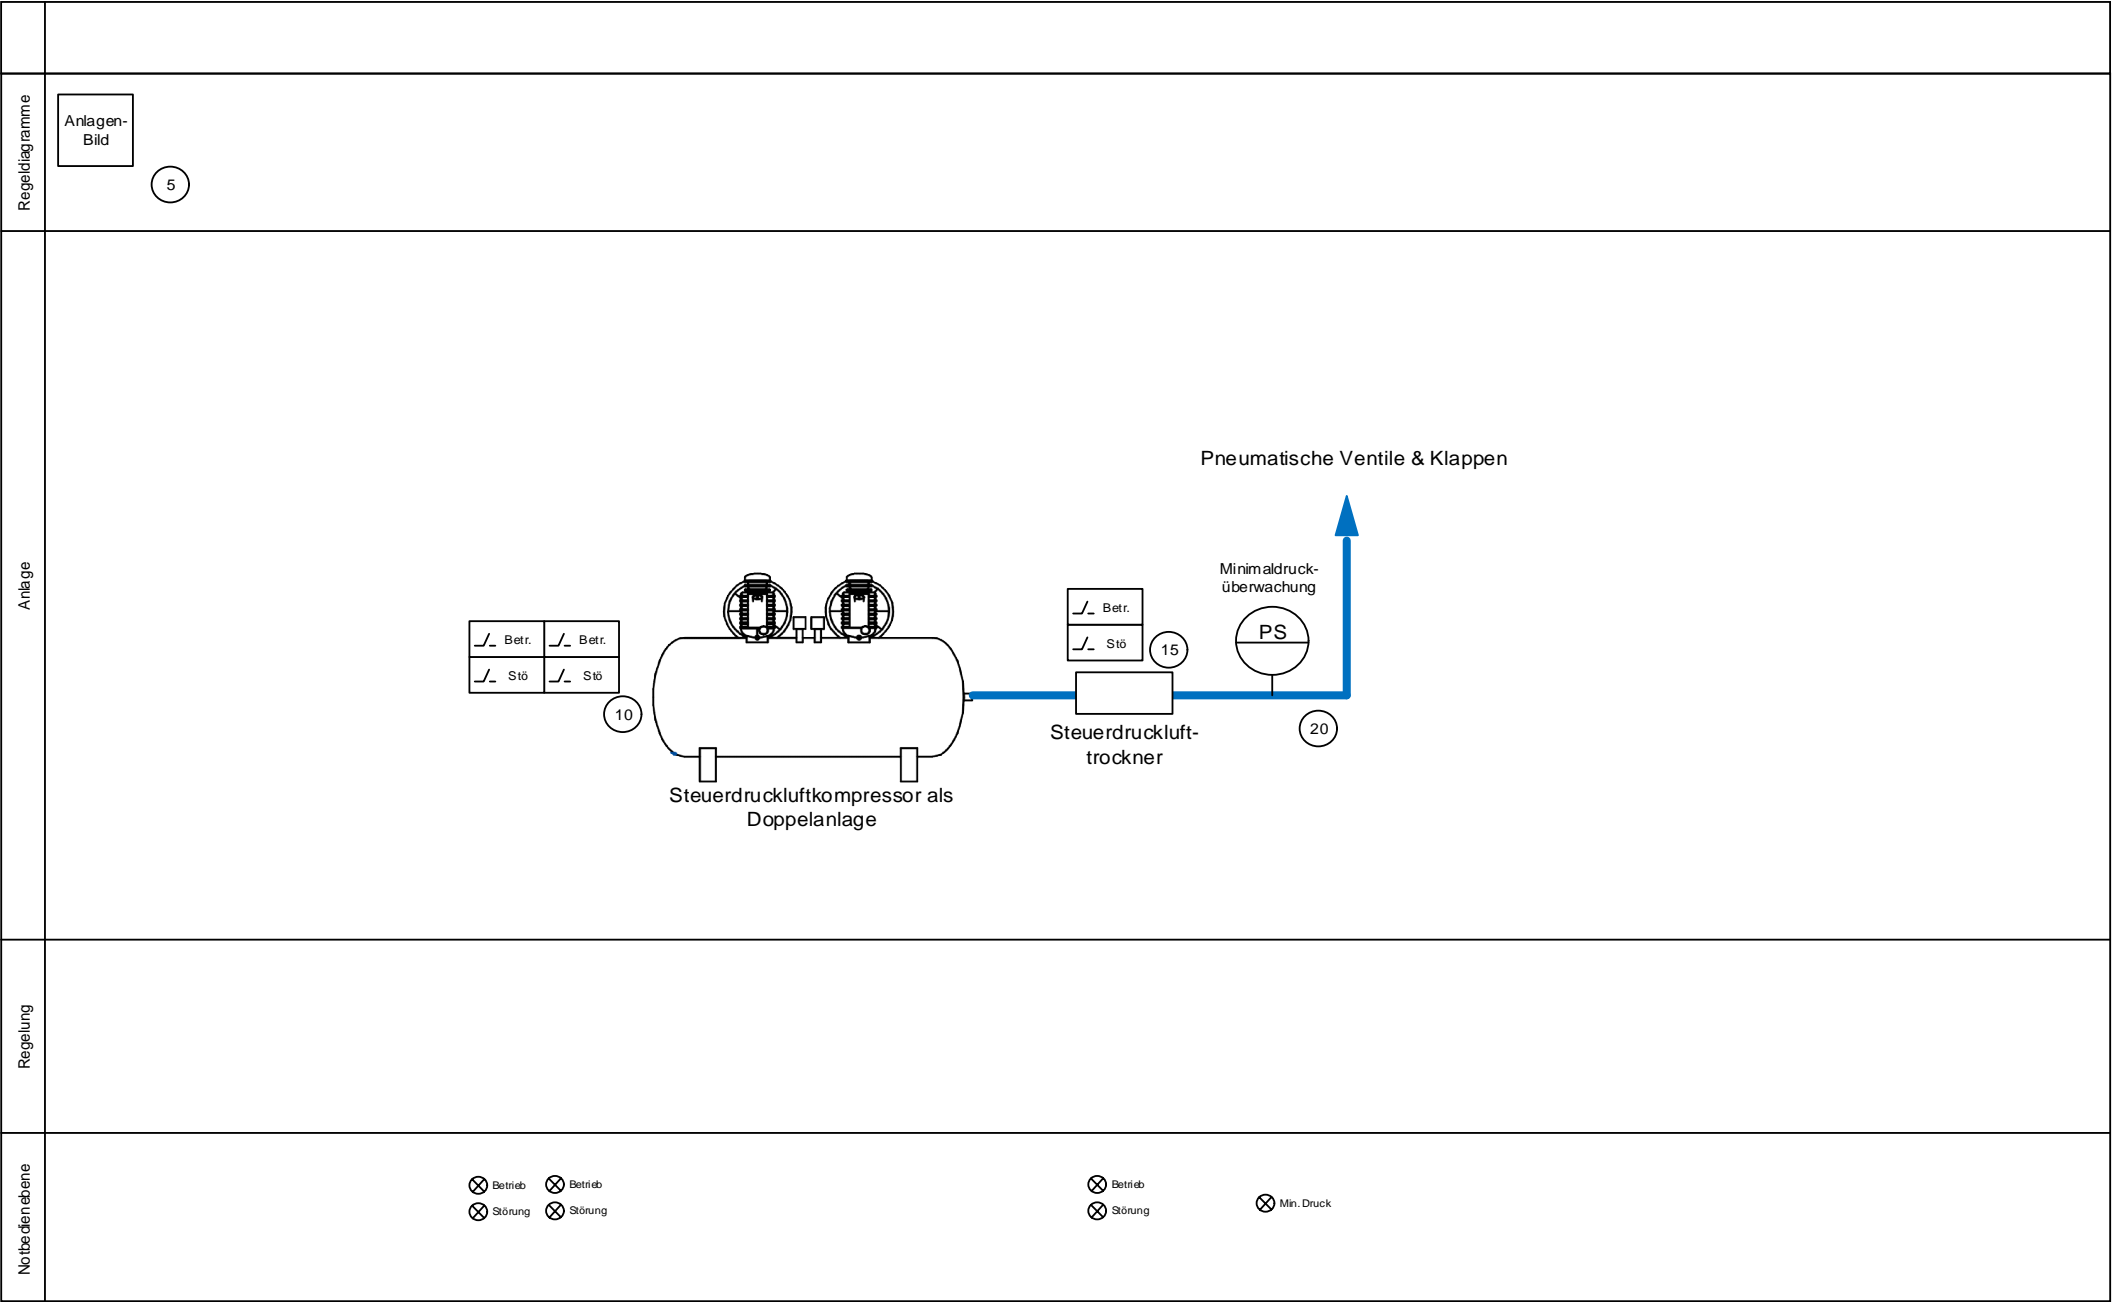 Regeldiagramme
Anlagen-
Bild
5
Anlage
Pneumatische Ventile & Klappen
Minimaldruck-
überwachung
PS
Betr.
Stö
15
Betr. Betr.
Stö Stö
10
20
Steuerdruckluft-
trockner
Steuerdruckluftkompressor als
Doppelanlage
Regelung
Notbedienebene
Betrieb Betrieb Betrieb
Störung Störung Störung
Min. Druck